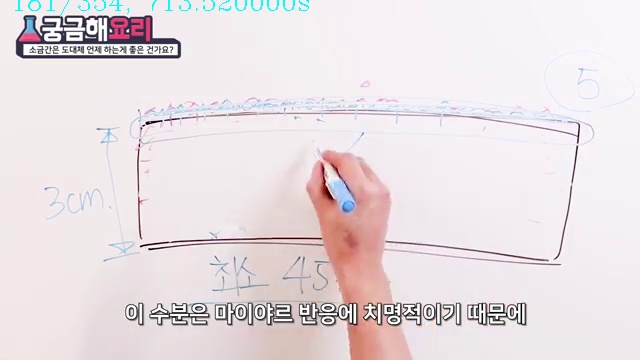 181/354, 713.520000s
궁금해요리
소금간은 도대체 언제 하는게 좋은 건가요?
5
3cm.
최소 45
이 수분은 마이야르 반응에 치명적이기 때문에